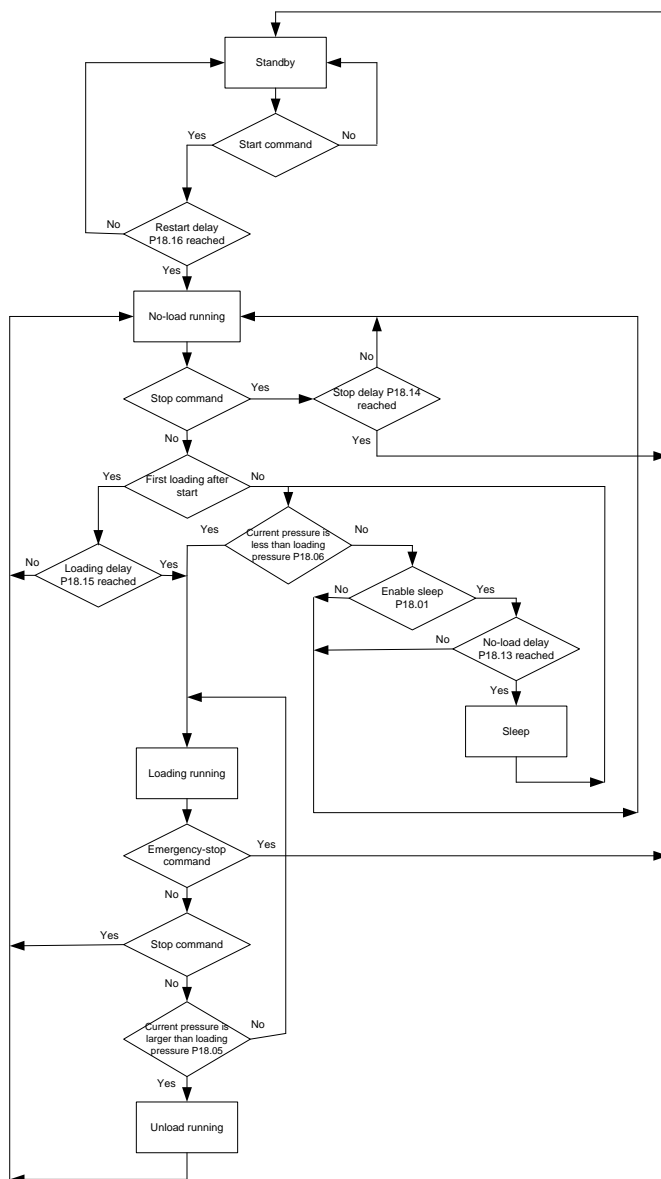 Standby
Yes
Start command
No
No
Restart delay
P18.16 reached
Yes
No-load running
No
Stop command
Yes
Stop delay P18.14
reached
No
Yes
Yes
First loading after
start
No
Yes
Current pressure is
less than loading
pressure P18.06
No
No
Loading delay
P18.15 reached
Yes
No
Enable sleep
P18.01
Yes
No
No-load delay
P18.13 reached
Yes
Sleep
Loading running
Emergency-stop
command
Yes
No
Yes
Stop command
No
Current pressure is
larger than loading
pressure P18.05
No
Yes
Unload running